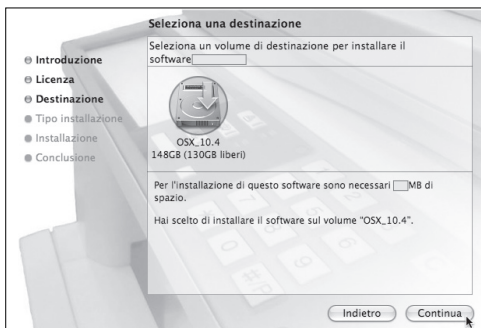 Seleziona una destinazione
Introduzione
Licenza
Destinazione
Tipo installazione
Installazione
Conclusione
Seleziona un volume di destinazione per installare il
software
OSX_10.4
148GB (130GB liberi)
Per l'installazione di questo software sono necessari MB di
spazio.
Hai scelto di installare il software sul volume "OSX_10.4".
Indietro
Continua